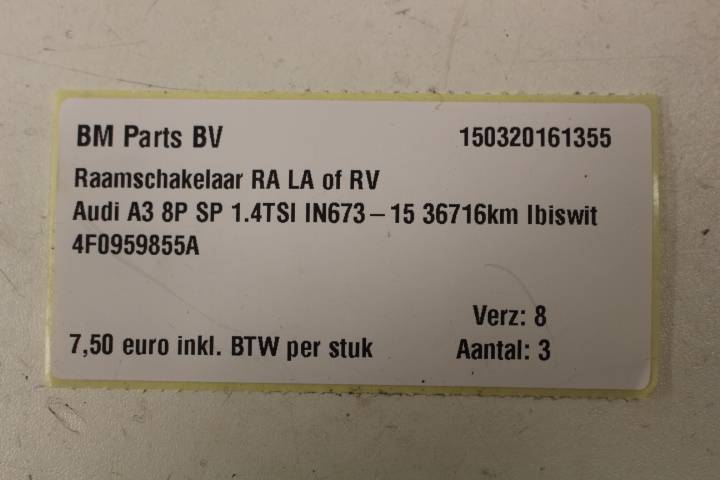 BM Parts BV 150320161355
Raamschakelaar RA LA of RV
Audi A3 8P SP 1.4TSI IN673-15 36716km Ibiswit
4F0959855A
Verz: 8
7,50 euro inkl. BTW per stuk Aantal: 3